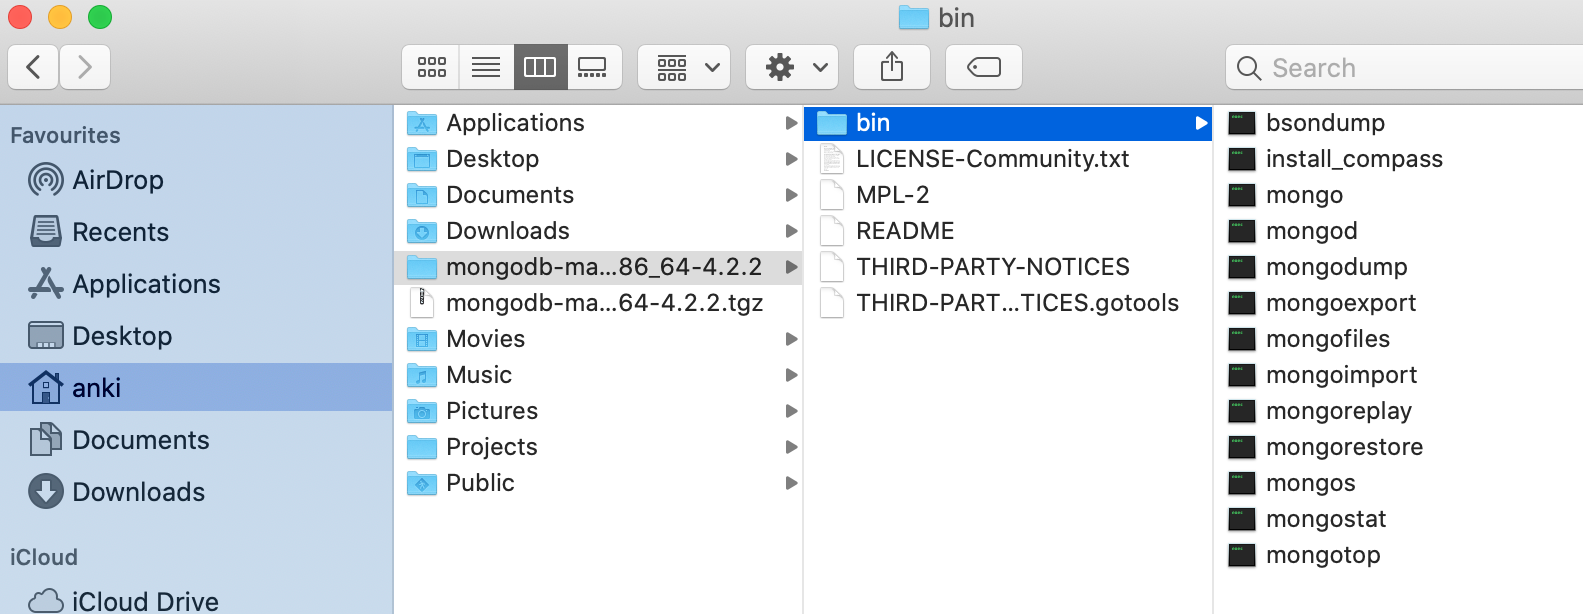 bin
Search
Favourites
AirDrop
Recents
Applications
Desktop
anki
Documents
Downloads
iCloud
iCloud Drive
Applications
Desktop
Documents
Downloads
mongodb-ma...86_64-4.2.2
mongodb-ma...64-4.2.2.tgz
Movies
Music
Pictures
Projects
Public
bin
LICENSE-Community.txt
MPL-2
README
THIRD-PARTY-NOTICES
THIRD-PART...TICES.gotools
bsondump
install_compass
mongo
mongod
mongodump
mongoexport
mongofiles
mongoimport
mongoreplay
mongorestore
mongos
mongostat
mongotop